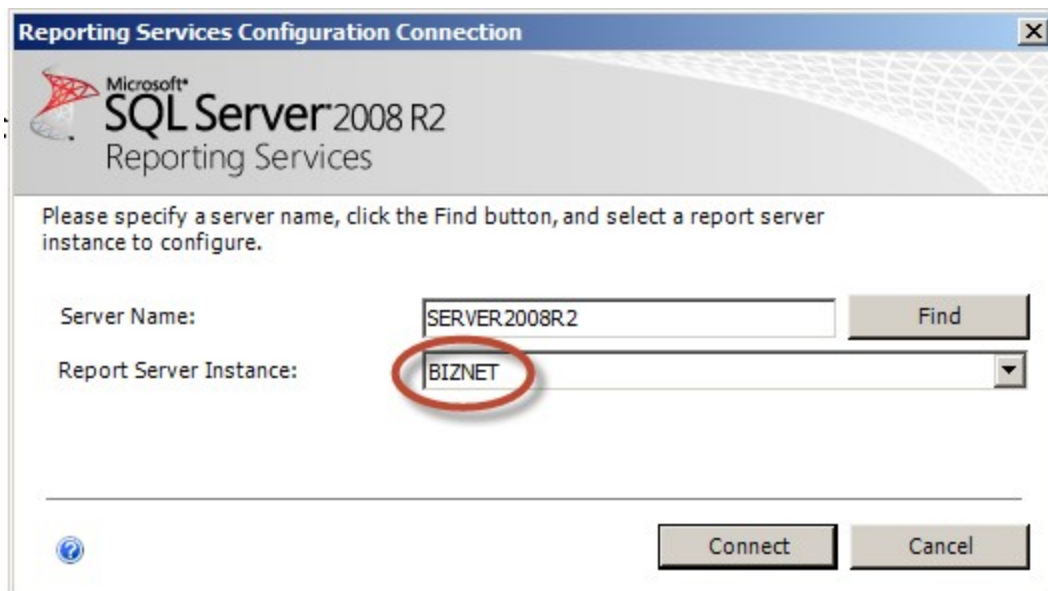 Reporting Services Configuration Connection
Microsoft®
SQL Server® 2008 R2
Reporting Services
Please specify a server name, click the Find button, and select a report server
instance to configure.
Server Name: SERVER2008R2 Find
Report Server Instance: BIZNET
Connect Cancel